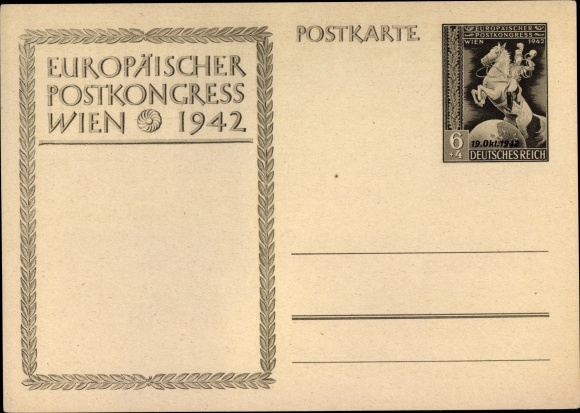 EUROPÄISCHER
POSTKONGRESS
WIEN 1942
POSTKARTE
EUROPÄISCHER
POSTKONGRESS
WIEN 1942
19.Okt.1942
6
+4
DEUTSCHES REICH